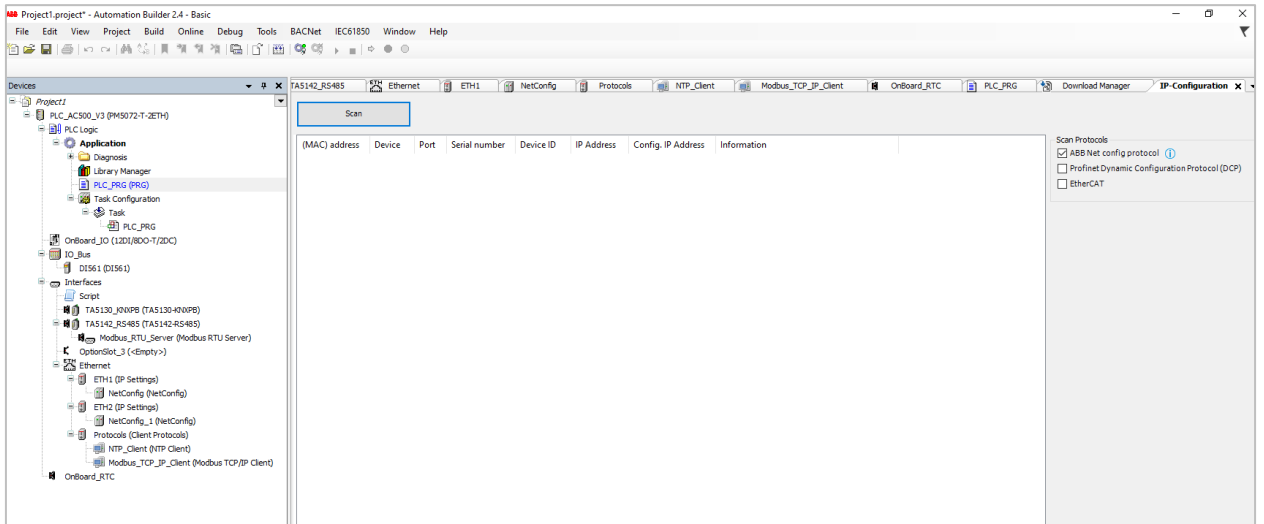 ABB Project1.project* - Automation Builder 2.4 - Basic
File Edit View Project Build Online Debug Tools BACNet IEC61850 Window Help
Devices
TA5142_RS485 Ethernet ETH1 NetConfig Protocols NTP_Client Modbus_TCP_IP_Client OnBoard_RTC PLC_PRG Download Manager IP-Configuration
Project1
PLC_AC500_V3 (PM5072-T-2ETH)
PLC Logic
Application
Diagnosis
Library Manager
PLC_PRG (PRG)
Task Configuration
Task
PLC_PRG
OnBoard_IO (12DI/8DO-T/2DC)
IO_Bus
DI561 (DI561)
Interfaces
Script
TA5130_KNXPB (TA5130-KNXPB)
TA5142_RS485 (TA5142-RS485)
Modbus_RTU_Server (Modbus RTU Server)
OptionSlot_3 (<Empty>)
ETH Ethernet
ETH1 (IP Settings)
NetConfig (NetConfig)
ETH2 (IP Settings)
NetConfig_1 (NetConfig)
Protocols (Client Protocols)
NTP_Client (NTP Client)
Modbus_TCP_IP_Client (Modbus TCP/IP Client)
OnBoard_RTC
Scan
(MAC) address Device Port Serial number Device ID IP Address Config. IP Address Information
Scan Protocols
ABB Net config protocol
Profinet Dynamic Configuration Protocol (DCP)
EtherCAT